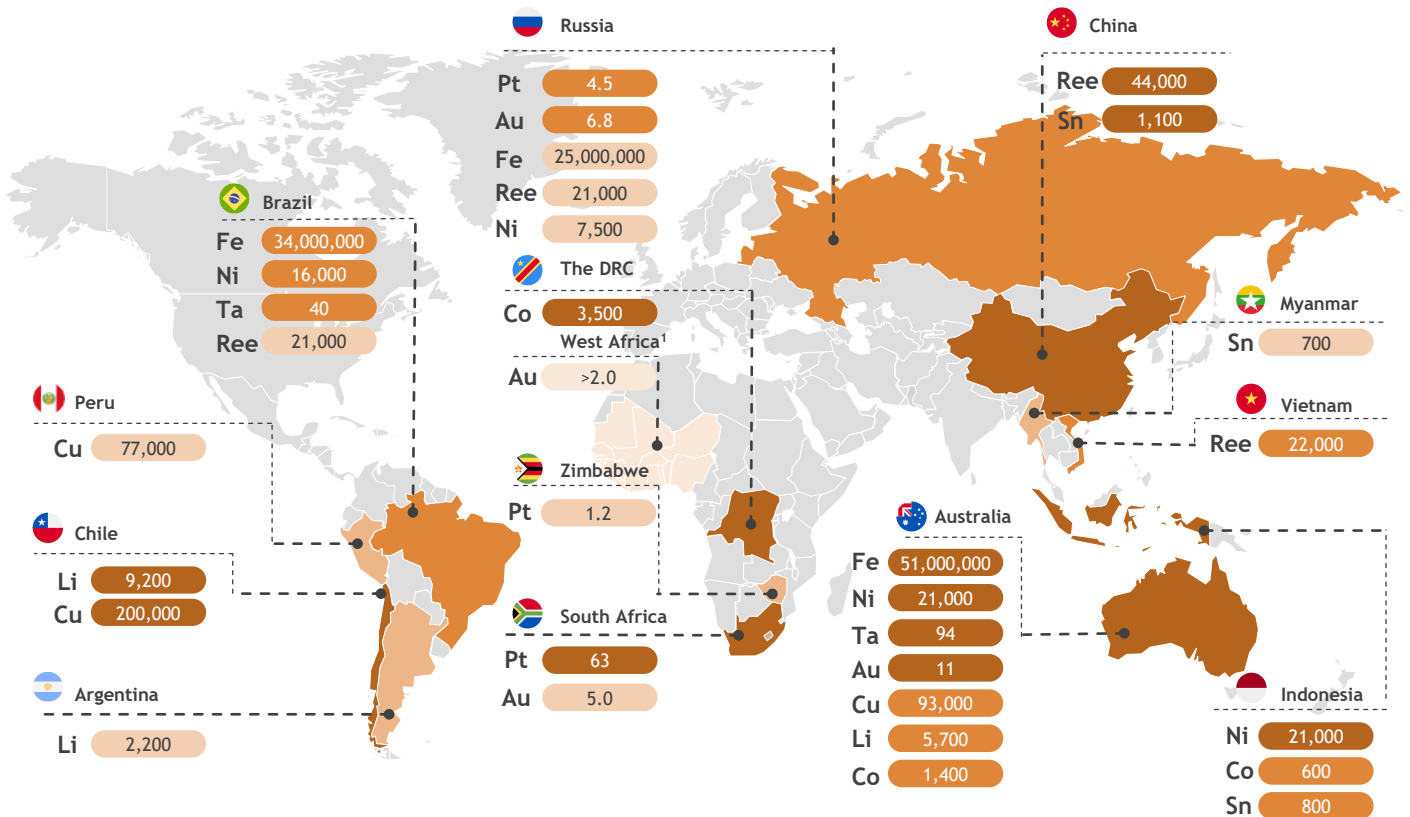 Russia
Pt 4.5
Au 6.8
Fe 25,000,000
Ree 21,000
Ni 7,500
China
Ree 44,000
Sn 1,100
Brazil
Fe 34,000,000
Ni 16,000
Ta 40
Ree 21,000
The DRC
Co 3,500
West Africa¹
Au >2.0
Myanmar
Sn 700
Vietnam
Ree 22,000
Peru
Cu 77,000
Zimbabwe
Pt 1.2
Chile
Li 9,200
Cu 200,000
Australia
Fe 51,000,000
Ni 21,000
Ta 94
Au 11
Cu 93,000
Li 5,700
Co 1,400
South Africa
Pt 63
Au 5.0
Argentina
Li 2,200
Indonesia
Ni 21,000
Co 600
Sn 800